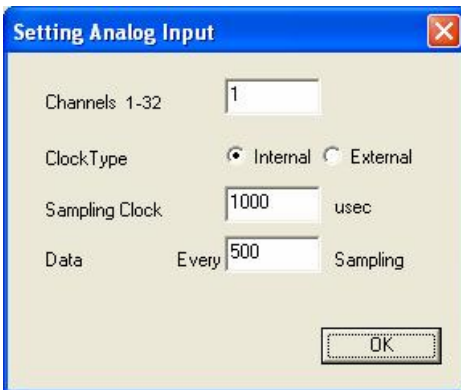 Setting Analog Input
Channels 1-32 1
ClockType Internal External
Sampling Clock 1000 usec
Data Every 500 Sampling
OK